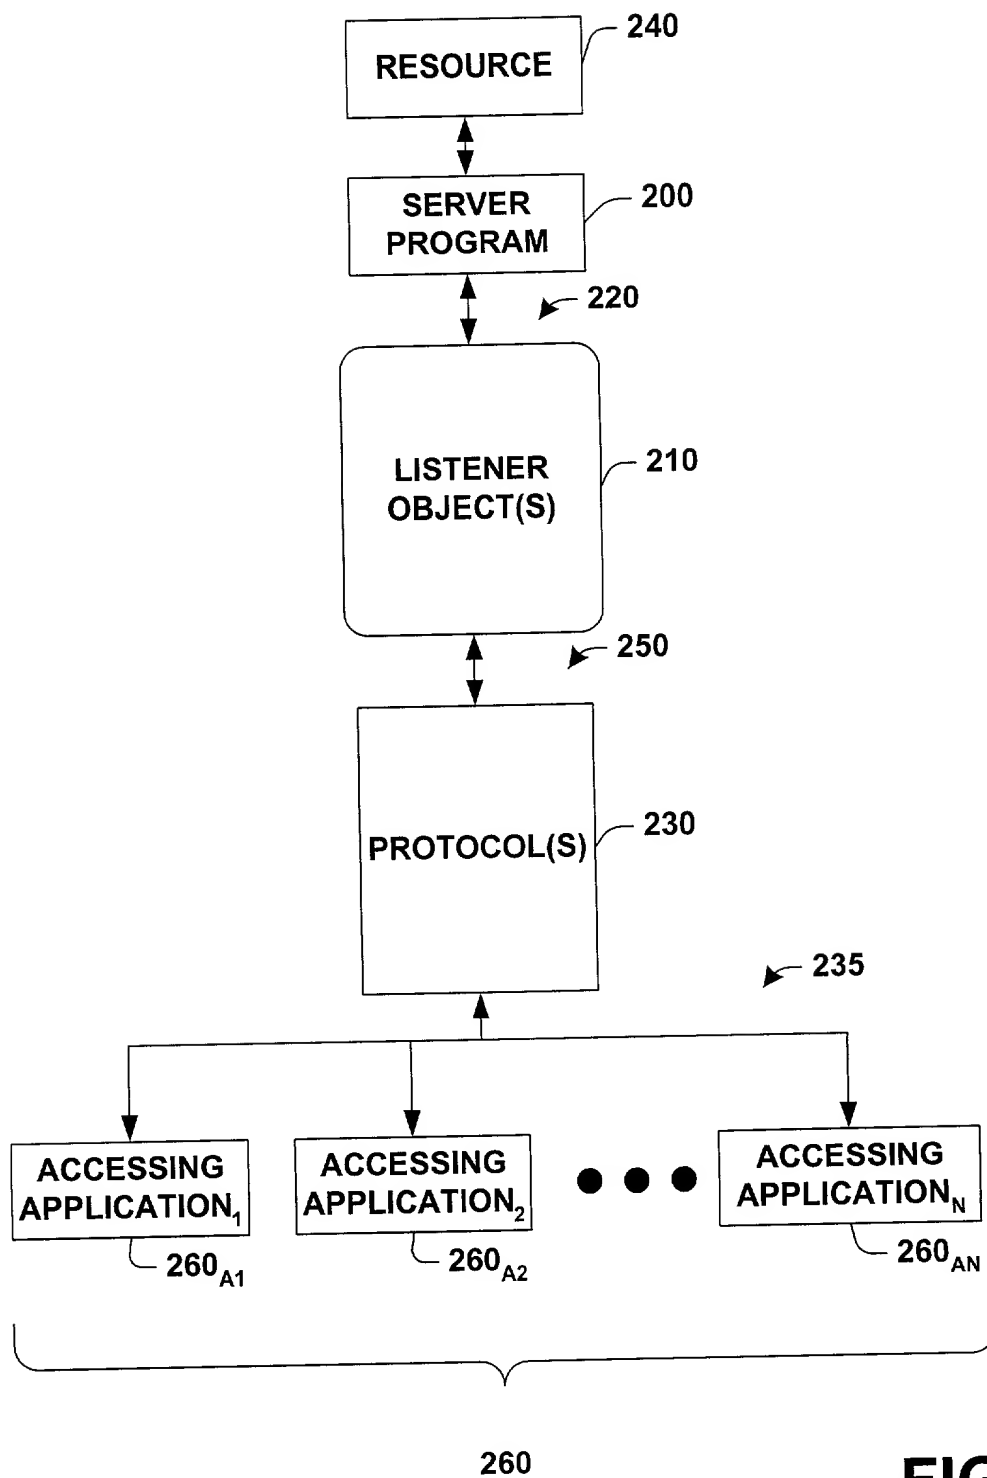 240
RESOURCE
200
SERVER
PROGRAM
220
LISTENER
OBJECT(S)
210
250
PROTOCOL(S)
230
235
ACCESSING
APPLICATION1
ACCESSING
APPLICATION2
ACCESSING
APPLICATIONN
260A1
260A2
260AN
260
FIG